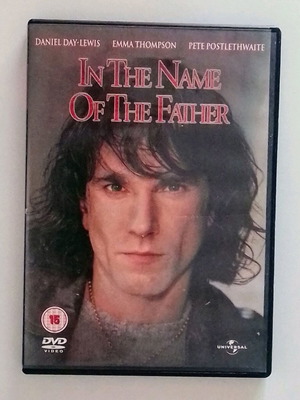 DANIEL DAY-LEWIS EMMA THOMPSON PETE POSTLETHWAITE
IN THE NAME
OF THE FATHER
15
DVD
VIDEO
UNIVERSAL